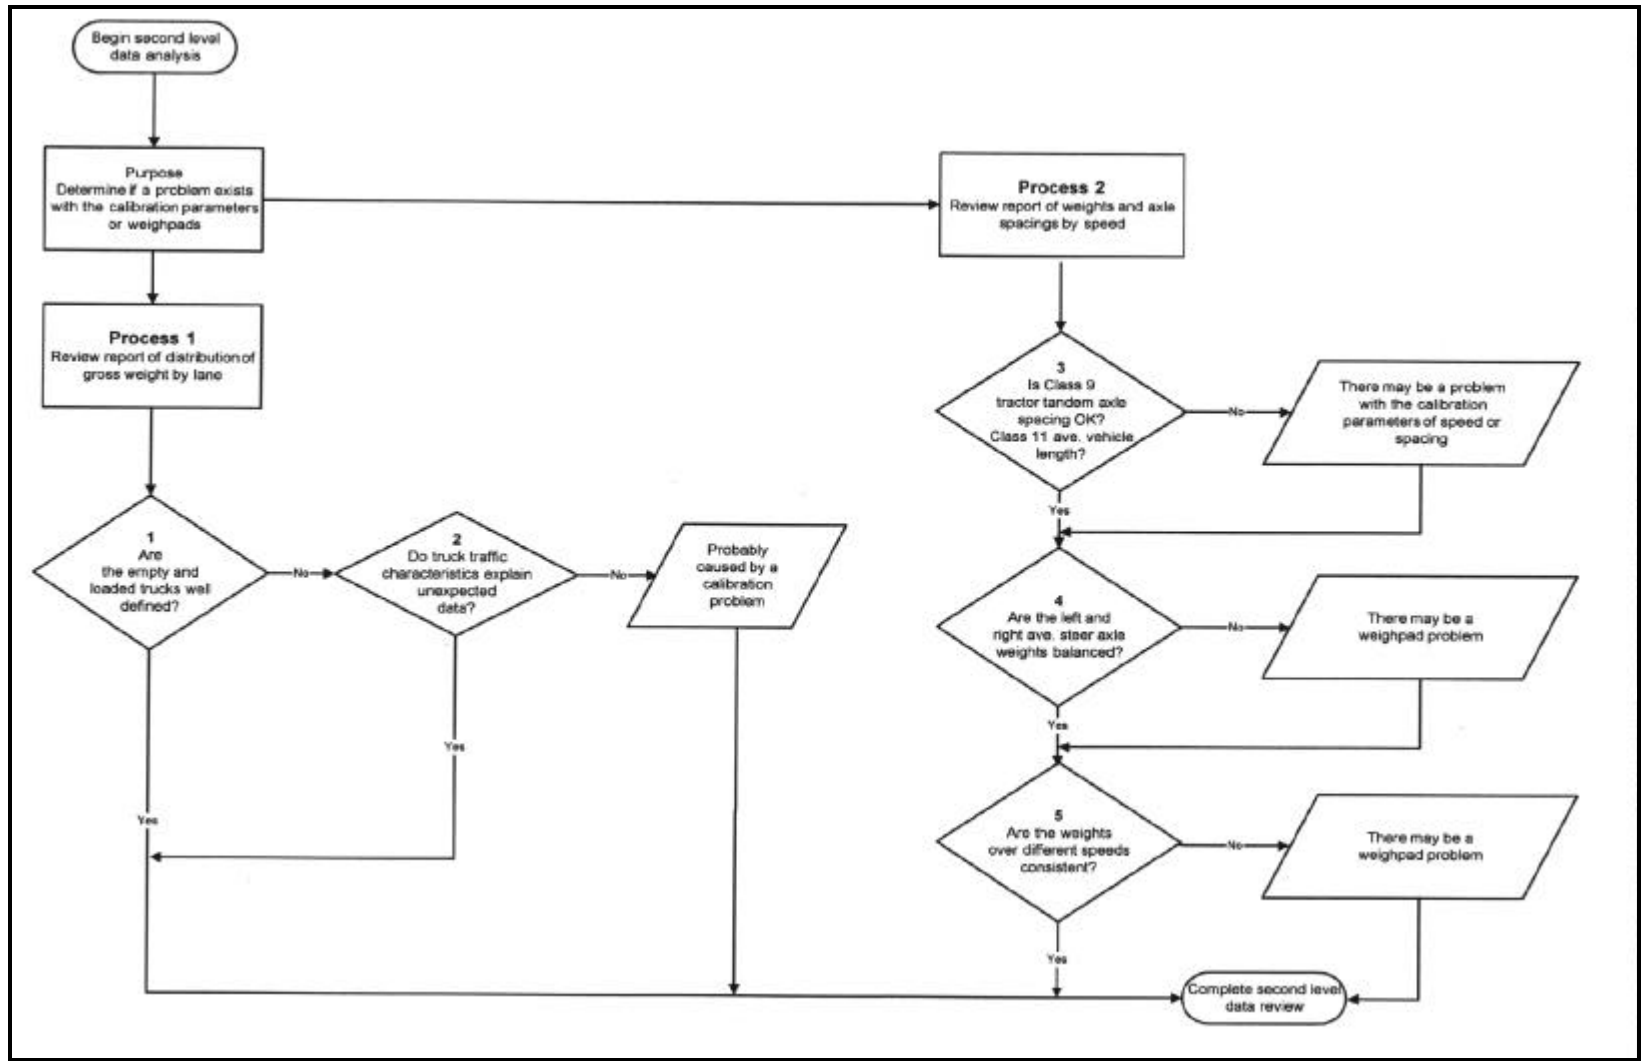 Begin second level
data analysis
Purpose
Determine if a problem exists
with the calibration parameters
or weighpads
Process 1
Review report of distribution of
gross weight by lane
1
Are
the empty and
loaded trucks well
defined?
No
Yes
2
Do truck traffic
characteristics explain
unexpected
data?
No
Yes
Probably
caused by a
calibration
problem
Process 2
Review report of weights and axle
spacings by speed
3
Is Class 9
tractor tandem axle
spacing OK?
Class 11 ave. vehicle
length?
No
There may be a problem
with the calibration
parameters of speed or
spacing
Yes
4
Are the left and
right ave. steer axle
weights balanced?
No
There may be a
weighpad problem
Yes
5
Are the weights
over different speeds
consistent?
No
There may be a
weighpad problem
Yes
Complete second level
data review